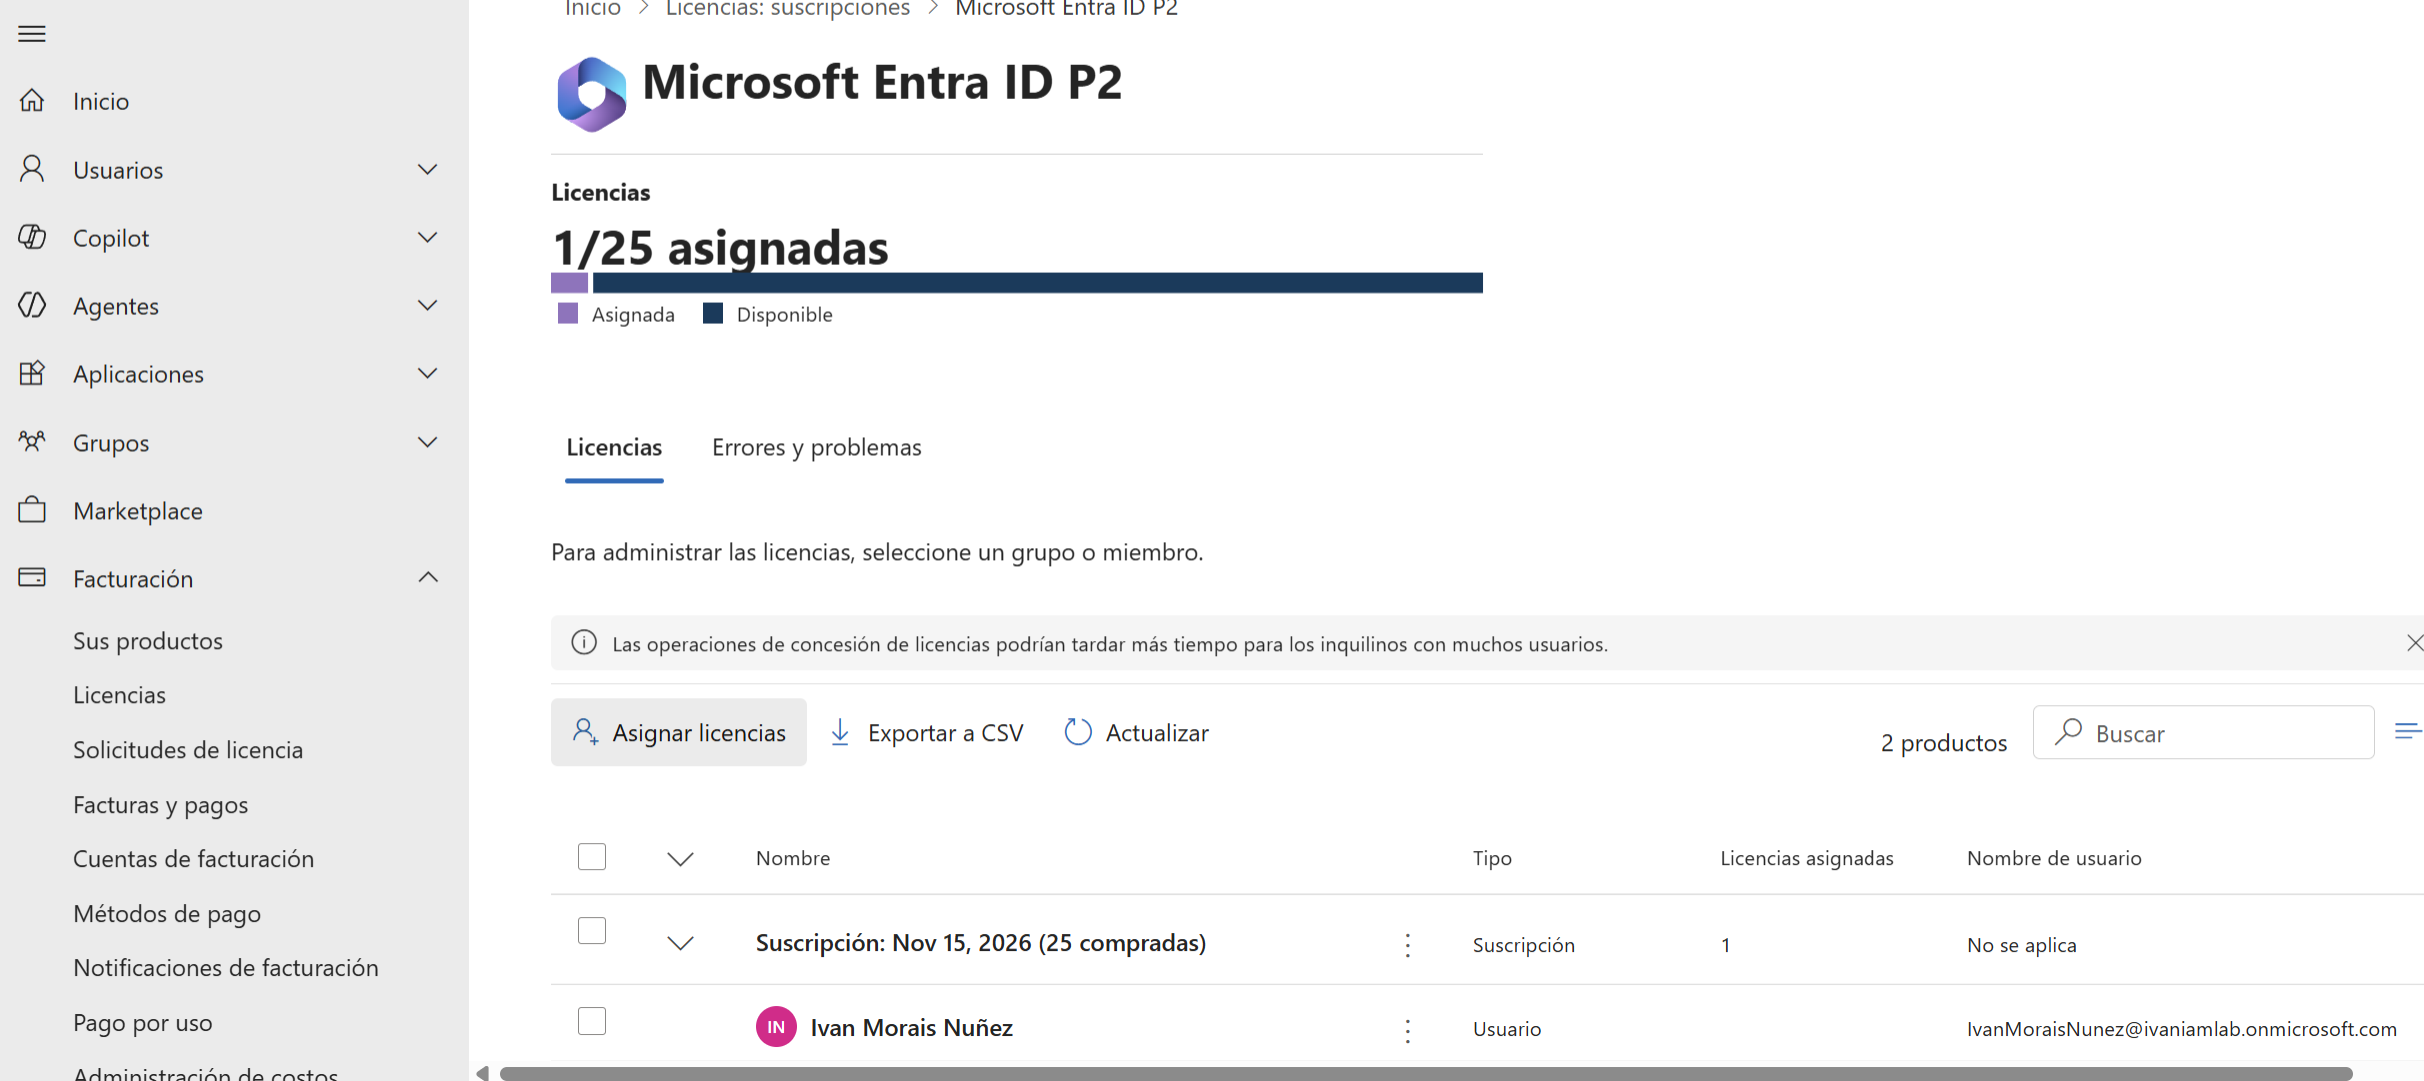 Inicio > Licencias: suscripciones > Microsoft Entra ID P2
Inicio
Usuarios
Copilot
Agentes
Aplicaciones
Grupos
Marketplace
Facturación
Sus productos
Licencias
Solicitudes de licencia
Facturas y pagos
Cuentas de facturación
Métodos de pago
Notificaciones de facturación
Pago por uso
Administración de costos
Microsoft Entra ID P2
Licencias
1/25 asignadas
Asignada Disponible
Licencias Errores y problemas
Para administrar las licencias, seleccione un grupo o miembro.
Las operaciones de concesión de licencias podrían tardar más tiempo para los inquilinos con muchos usuarios.
Asignar licencias Exportar a CSV Actualizar 2 productos Buscar
Nombre Tipo Licencias asignadas Nombre de usuario
Suscripción: Nov 15, 2026 (25 compradas) Suscripción 1 No se aplica
IN Ivan Morais Nuñez Usuario IvanMoraisNunez@ivaniamlab.onmicrosoft.com